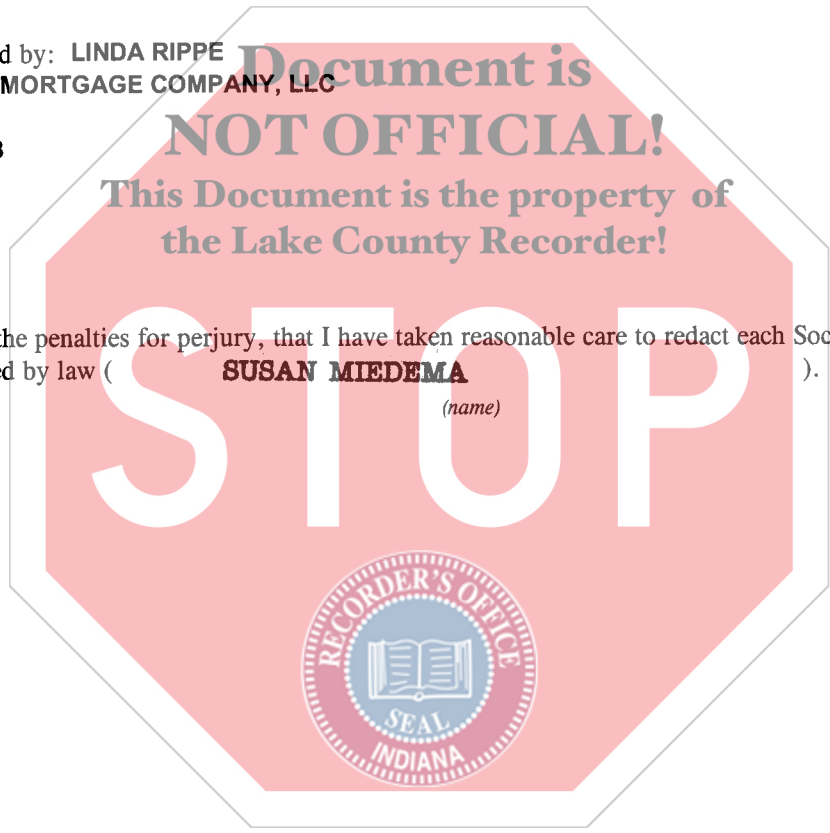 d by: LINDA RIPPE
MORTGAGE COMPANY, LLC
Document is
NOT OFFICIAL!
This Document is the property of
the Lake County Recorder!
the penalties for perjury, that I have taken reasonable care to redact each Soc
ed by law ( SUSAN MIEDEMA ).
(name)
STOP
RECORDER'S OFFICE
SEAL
INDIANA